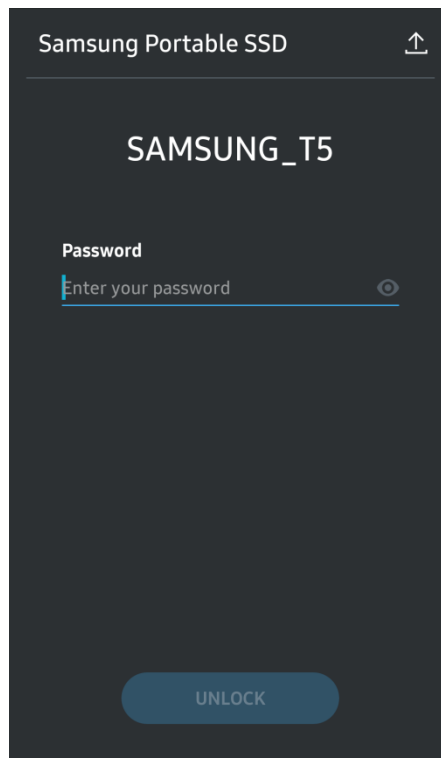 Samsung Portable SSD
SAMSUNG_T5
Password
Enter your password
UNLOCK